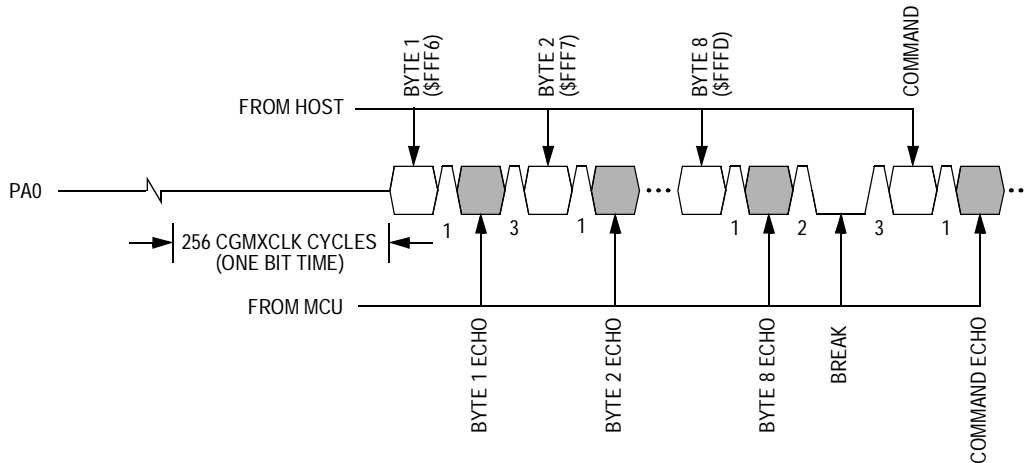 BYTE 1
($FFF6)
BYTE 2
($FFF7)
BYTE 8
($FFFD)
COMMAND
FROM HOST
PA0
1
3
1
1
2
3
1
256 CGMXCLK CYCLES
(ONE BIT TIME)
FROM MCU
BYTE 1 ECHO
BYTE 2 ECHO
BYTE 8 ECHO
BREAK
COMMAND ECHO